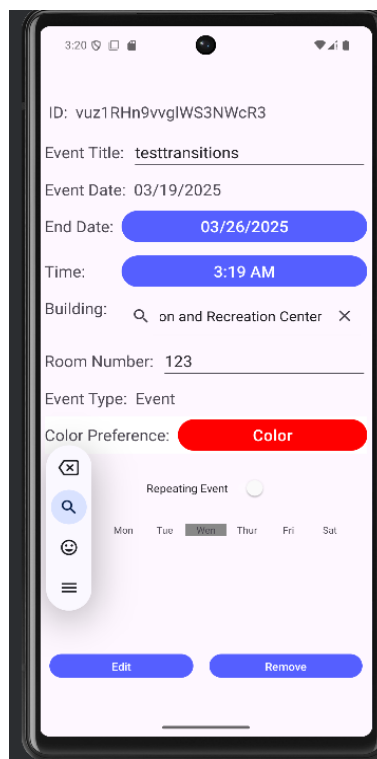 3:20
ID: vuz1RHn9vvglWS3NWcR3
Event Title: testtransitions
Event Date: 03/19/2025
End Date: 03/26/2025
Time: 3:19 AM
Building: on and Recreation Center
Room Number: 123
Event Type: Event
Color Preference: Color
Repeating Event
Mon Tue Wen Thur Fri Sat
Edit Remove